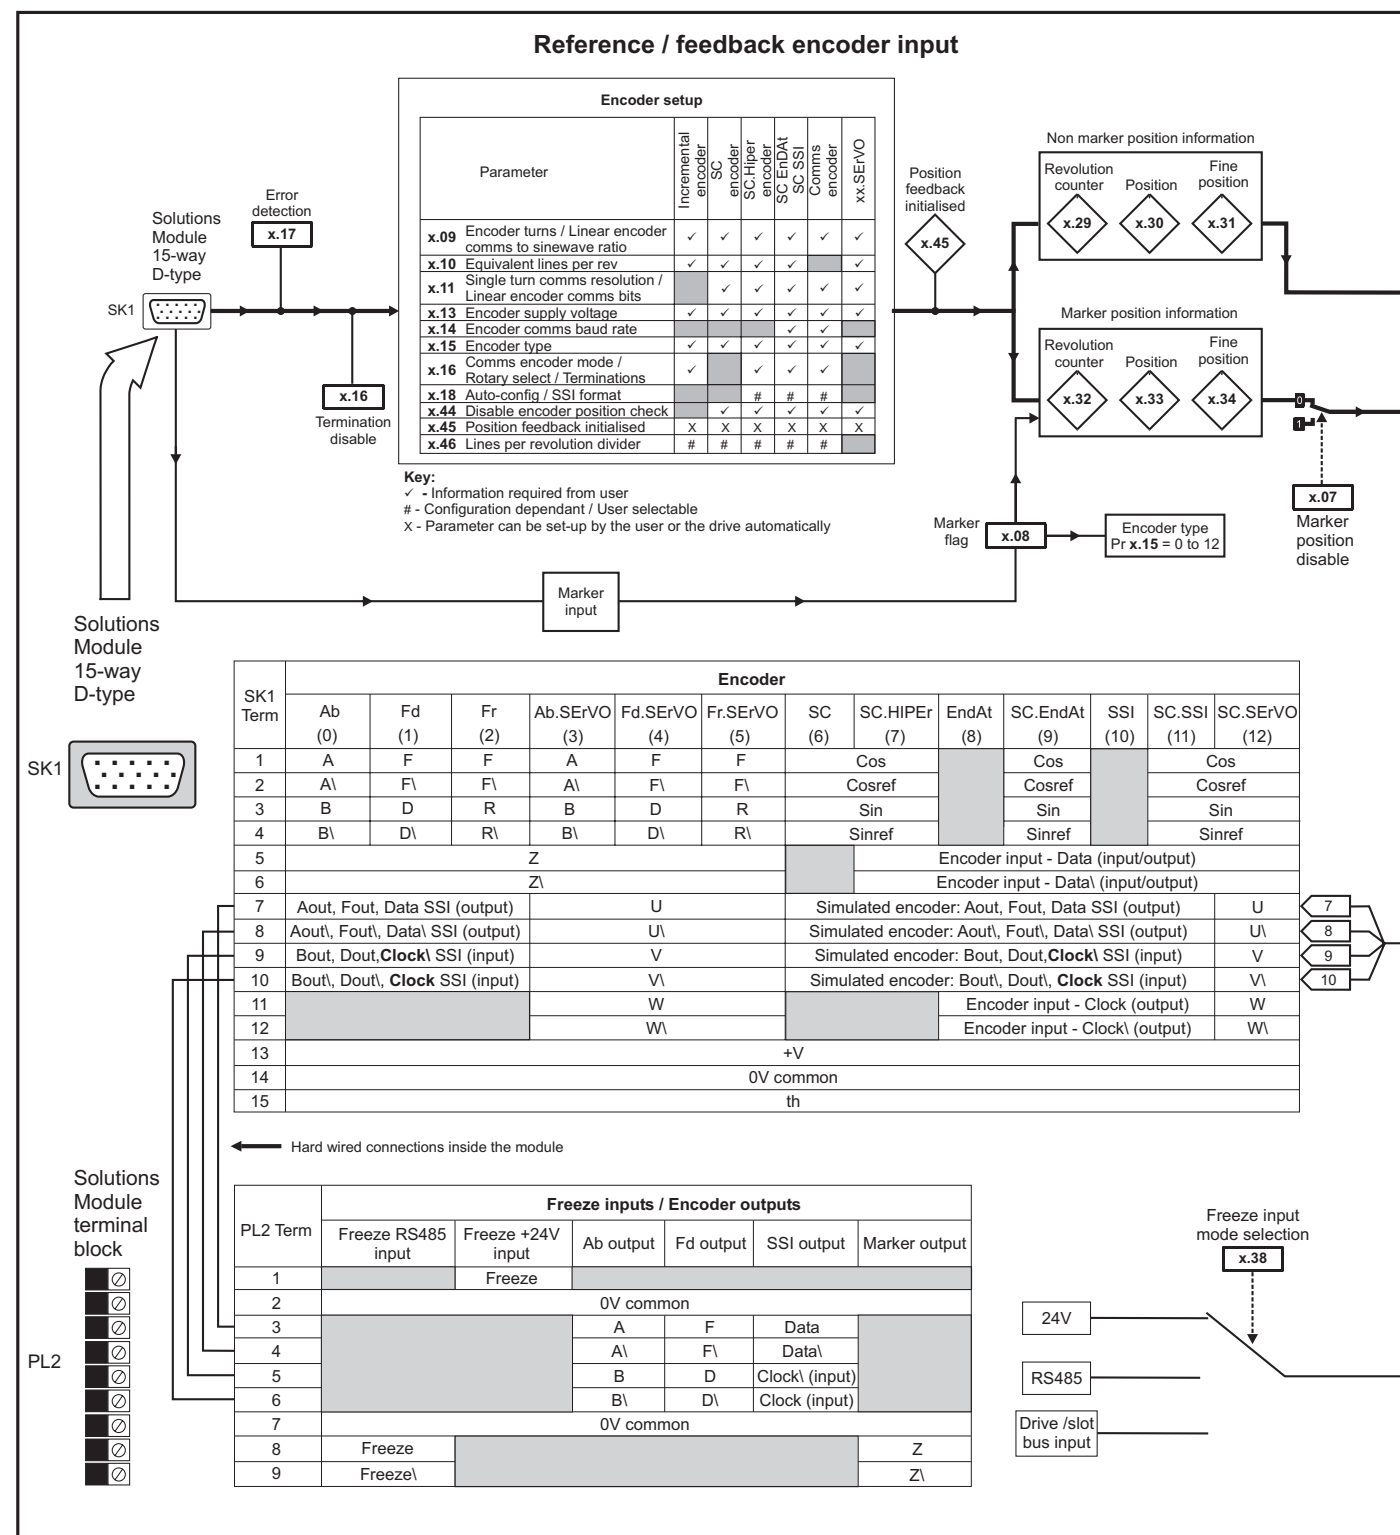 Reference / feedback encoder input
Encoder setup
Parameter
Incremental encoder
SC encoder
SC.Hiper encoder
SC EnDAt SC SSI
Comms encoder
xx.SErVO
x.09 Encoder turns / Linear encoder comms to sinewave ratio ✓ ✓ ✓ ✓ ✓ ✓
x.10 Equivalent lines per rev ✓ ✓ ✓ ✓ ✓
x.11 Single turn comms resolution / Linear encoder comms bits ✓ ✓ ✓ ✓ ✓
x.13 Encoder supply voltage ✓ ✓ ✓ ✓ ✓ ✓
x.14 Encoder comms baud rate ✓ ✓
x.15 Encoder type ✓ ✓ ✓ ✓ ✓ ✓
x.16 Comms encoder mode / Rotary select / Terminations ✓ ✓ ✓ ✓
x.18 Auto-config / SSI format # # #
x.44 Disable encoder position check ✓ ✓ ✓ ✓ ✓
x.45 Position feedback initialised X X X X X X
x.46 Lines per revolution divider # # # # #
Key:
✓ - Information required from user
# - Configuration dependant / User selectable
X - Parameter can be set-up by the user or the drive automatically
Solutions
Module
15-way
D-type
SK1
Error
detection
x.17
x.16
Termination
disable
Position
feedback
initialised
x.45
Non marker position information
Revolution counter
Position
Fine position
x.29 x.30 x.31
Marker position information
Revolution counter
Position
Fine position
x.32 x.33 x.34
0
1
x.07
Marker
position
disable
Marker
flag
x.08
Encoder type
Pr x.15 = 0 to 12
Marker
input
Solutions
Module
15-way
D-type
SK1
SK1 Term
Encoder
Ab (0) Fd (1) Fr (2) Ab.SErVO (3) Fd.SErVO (4) Fr.SErVO (5) SC (6) SC.HIPEr (7) EndAt (8) SC.EndAt (9) SSI (10) SC.SSI (11) SC.SErVO (12)
1 A F F A F F Cos Cos Cos
2 A\ F\ F\ A\ F\ F\ Cosref Cosref Cosref
3 B D R B D R Sin Sin Sin
4 B\ D\ R\ B\ D\ R\ Sinref Sinref Sinref
5 Z Encoder input - Data (input/output)
6 Z\ Encoder input - Data\ (input/output)
7 Aout, Fout, Data SSI (output) U Simulated encoder: Aout, Fout, Data SSI (output) U 7
8 Aout\, Fout\, Data\ SSI (output) U\ Simulated encoder: Aout\, Fout\, Data\ SSI (output) U\ 8
9 Bout, Dout,Clock\ SSI (input) V Simulated encoder: Bout, Dout,Clock\ SSI (input) V 9
10 Bout\, Dout\, Clock SSI (input) V\ Simulated encoder: Bout\, Dout\, Clock SSI (input) V\ 10
11 W Encoder input - Clock (output) W
12 W\ Encoder input - Clock\ (output) W\
13 +V
14 0V common
15 th
Hard wired connections inside the module
Solutions
Module
terminal
block
PL2
PL2 Term
Freeze inputs / Encoder outputs
Freeze RS485 input
Freeze +24V input
Ab output Fd output SSI output Marker output
1 Freeze
2 0V common
3 A F Data
4 A\ F\ Data\
5 B D Clock\ (input)
6 B\ D\ Clock (input)
7 0V common
8 Freeze Z
9 Freeze\ Z\
Freeze input
mode selection
x.38
24V
RS485
Drive /slot
bus input